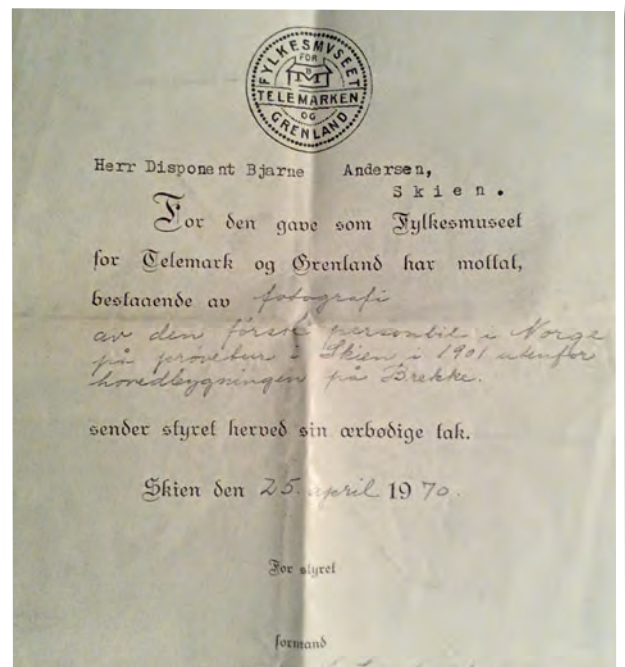 FYLKESMVSEET
FOR
TELEMARKEN
OG
GRENLAND
Herr Disponent Bjarne Andersen,
Skien.
For den gave som Fylkesmuseet
for Telemark og Grenland har mottat,
bestaaende av fotografi
av den første personbil i Norge
på prøvetur i Skien i 1901 utenfor
hovedbygningen på Brekke.
sender styret herved sin ærbødige tak.
Skien den 25. april 1970.
For styret
formand